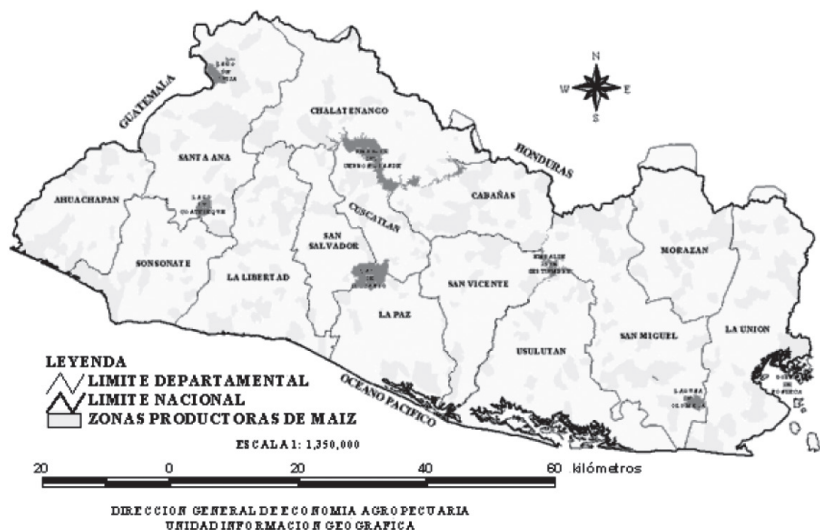 N
W E
S
GUATEMALA
CHALATENANGO
HONDURAS
SANTA ANA
AHUACHAPAN
CABAÑAS
CUSCATLAN
SAN
SALVADOR
MORAZAN
SONSONATE
LA LIBERTAD
SAN VICENTE
LA PAZ
SAN MIGUEL
LA UNION
USULUTAN
OCEANO PACIFICO
LEYENDA
LIMITE DEPARTAMENTAL
LIMITE NACIONAL
ZONAS PRODUCTORAS DE MAIZ
ESCALA 1: 1,350,000
20 0 20 40 60 kilómetros
DIRECCION GENERAL DE ECONOMIA AGROPECUARIA
UNIDAD INFORMACION GEOGRAFICA